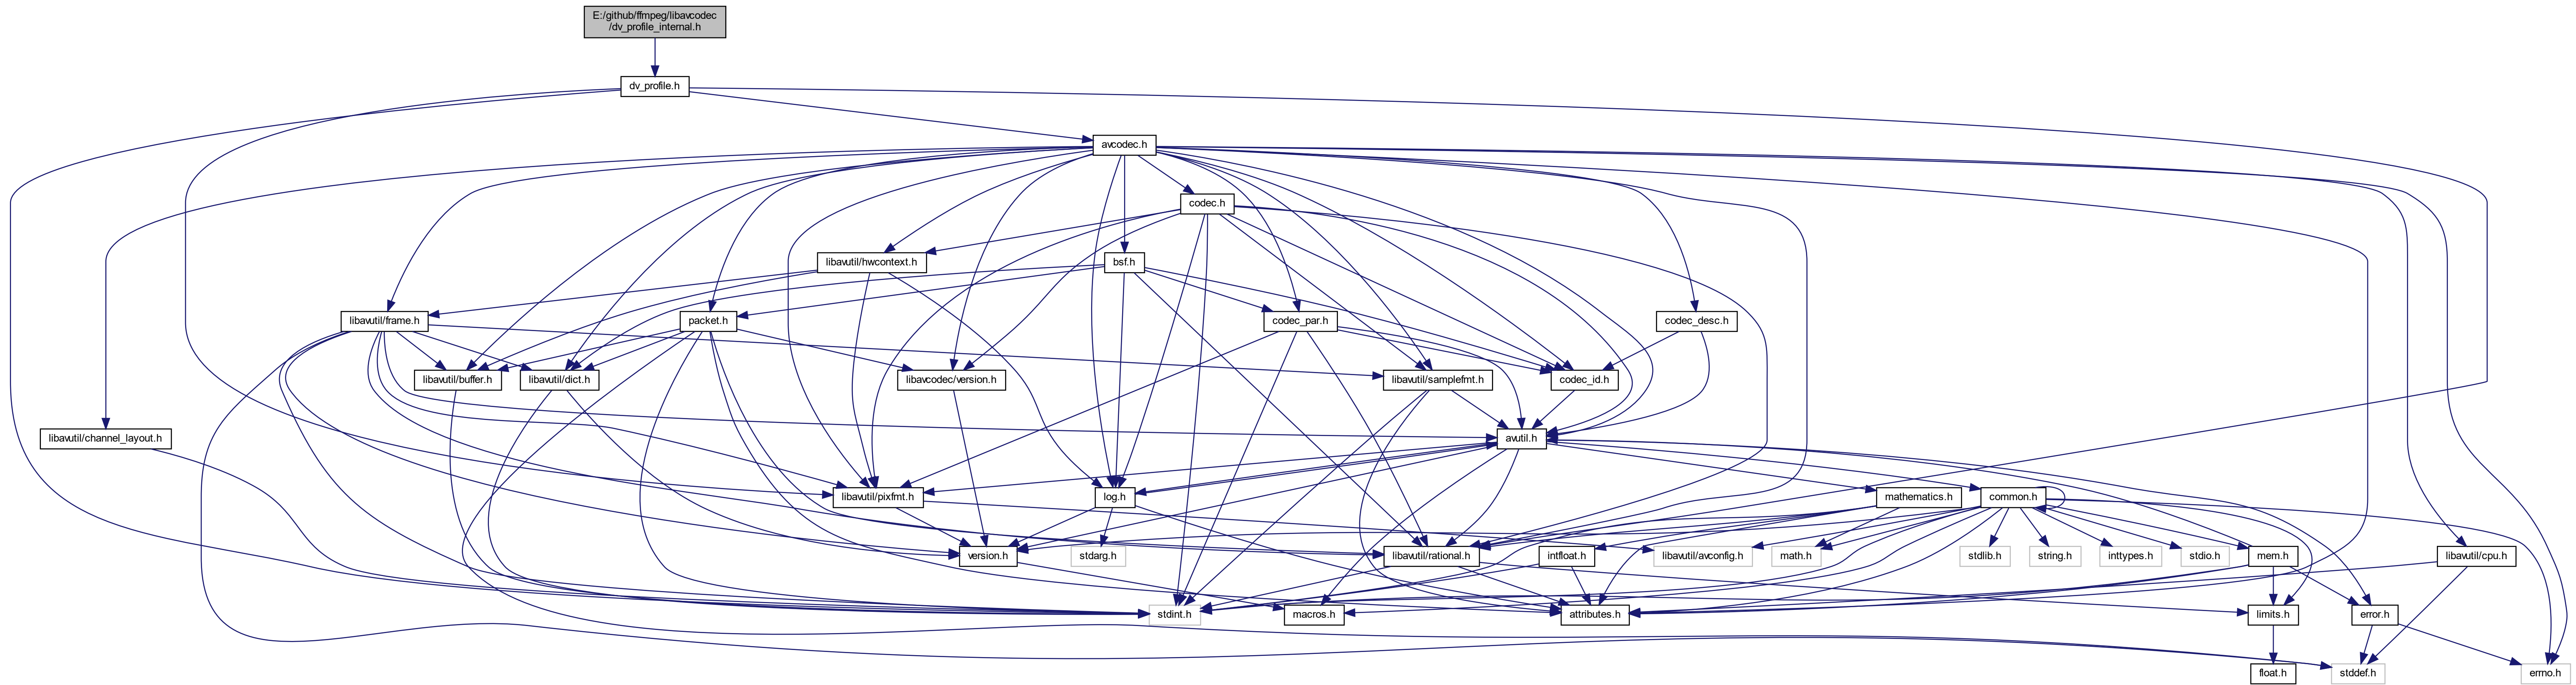 E:/github/ffmpeg/libavcodec
/dv_profile_internal.h
dv_profile.h
avcodec.h
codec.h
libavutil/hwcontext.h
bsf.h
libavutil/frame.h
packet.h
codec_par.h
codec_desc.h
libavutil/buffer.h
libavutil/dict.h
libavcodec/version.h
libavutil/samplefmt.h
codec_id.h
libavutil/channel_layout.h
avutil.h
libavutil/pixfmt.h
log.h
mathematics.h
common.h
version.h
stdarg.h
libavutil/rational.h
intfloat.h
libavutil/avconfig.h
math.h
stdlib.h
string.h
inttypes.h
stdio.h
mem.h
libavutil/cpu.h
stdint.h
macros.h
attributes.h
limits.h
error.h
float.h
stddef.h
errno.h